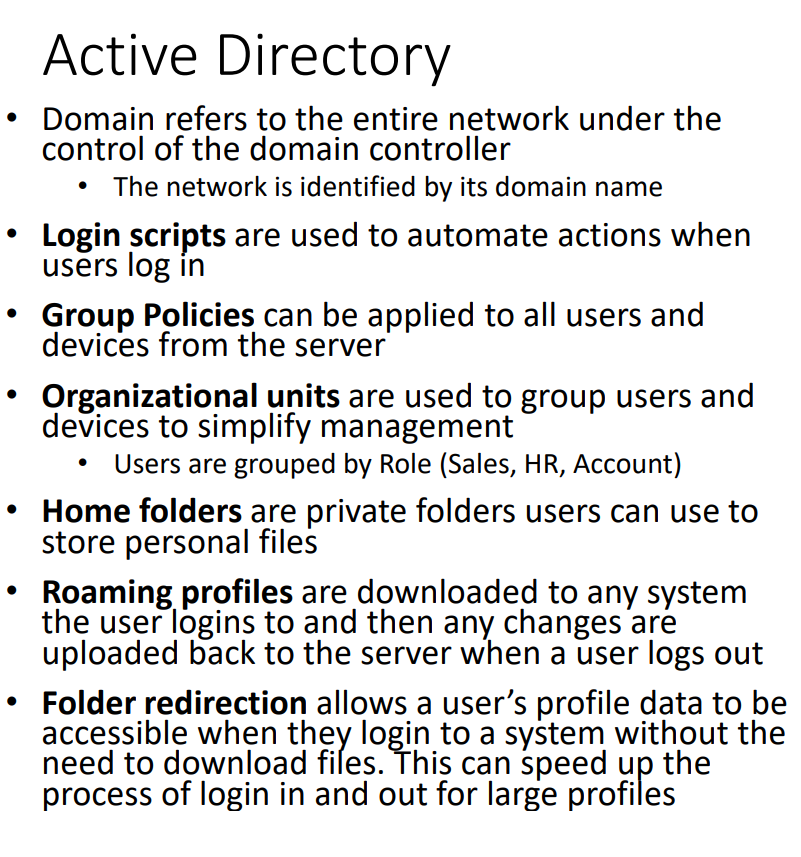 Active Directory
• Domain refers to the entire network under the
control of the domain controller
• The network is identified by its domain name
• Login scripts are used to automate actions when
users log in
• Group Policies can be applied to all users and
devices from the server
• Organizational units are used to group users and
devices to simplify management
• Users are grouped by Role (Sales, HR, Account)
• Home folders are private folders users can use to
store personal files
• Roaming profiles are downloaded to any system
the user logins to and then any changes are
uploaded back to the server when a user logs out
• Folder redirection allows a user’s profile data to be
accessible when they login to a system without the
need to download files. This can speed up the
process of login in and out for large profiles